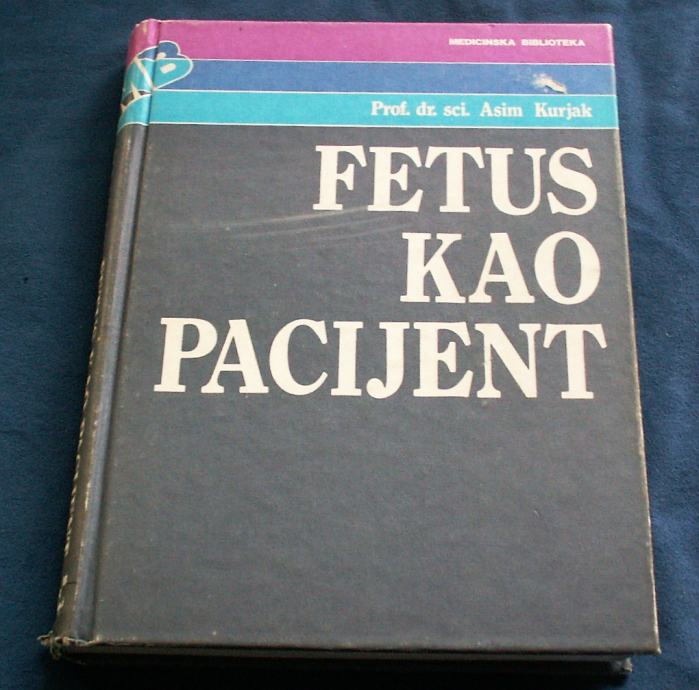 MEDICINSKA BIBLIOTEKA
Prof. dr. sci. Asim Kurjak
FETUS
KAO
PACIJENT